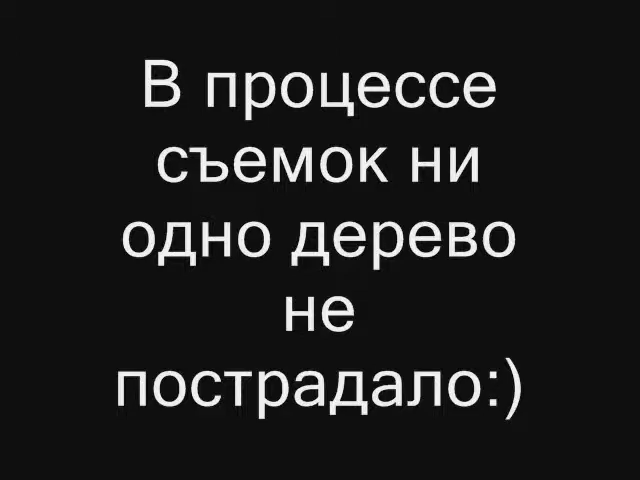 В процессе
съемок ни
одно дерево
не
пострадало:)